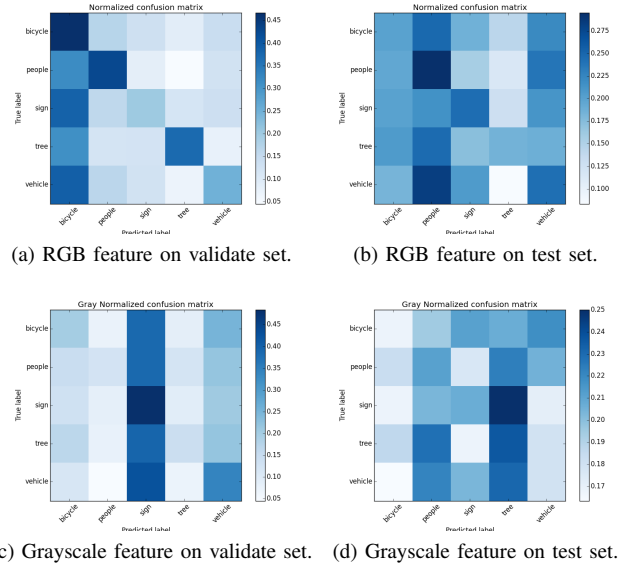 Normalized confusion matrix
Normalized confusion matrix
bicycle
people
sign
tree
vehicle
True label
bicycle
people
sign
tree
vehicle
Predicted label
0.45
0.40
0.35
0.30
0.25
0.20
0.15
0.10
0.05
bicycle
people
sign
tree
vehicle
True label
bicycle
people
sign
tree
vehicle
Predicted label
0.275
0.250
0.225
0.200
0.175
0.150
0.125
0.100
(a) RGB feature on validate set.
(b) RGB feature on test set.
Gray Normalized confusion matrix
Gray Normalized confusion matrix
bicycle
people
sign
tree
vehicle
True label
bicycle
people
sign
tree
vehicle
Predicted label
0.45
0.40
0.35
0.30
0.25
0.20
0.15
0.10
0.05
bicycle
people
sign
tree
vehicle
True label
bicycle
people
sign
tree
vehicle
Predicted label
0.25
0.24
0.23
0.22
0.21
0.20
0.19
0.18
0.17
c) Grayscale feature on validate set.
(d) Grayscale feature on test set.